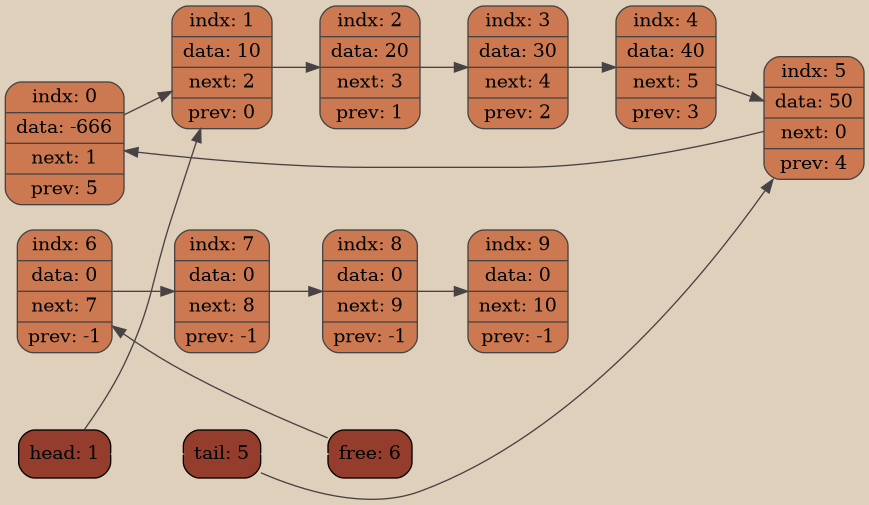 indx: 0
data: -666
next: 1
prev: 5
indx: 1
data: 10
next: 2
prev: 0
indx: 2
data: 20
next: 3
prev: 1
indx: 3
data: 30
next: 4
prev: 2
indx: 4
data: 40
next: 5
prev: 3
indx: 5
data: 50
next: 0
prev: 4
indx: 6
data: 0
next: 7
prev: -1
indx: 7
data: 0
next: 8
prev: -1
indx: 8
data: 0
next: 9
prev: -1
indx: 9
data: 0
next: 10
prev: -1
head: 1
tail: 5
free: 6